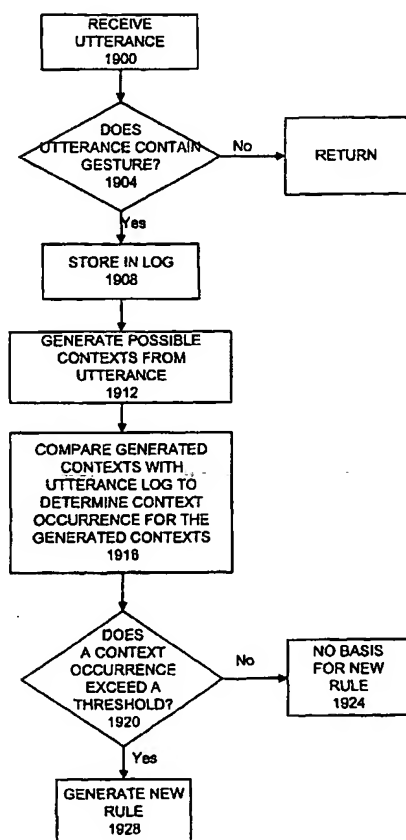 RECEIVE
UTTERANCE
1900
DOES
UTTERANCE CONTAIN
GESTURE?
1904
No
RETURN
Yes
STORE IN LOG
1908
GENERATE POSSIBLE
CONTEXTS FROM
UTTERANCE
1912
COMPARE GENERATED
CONTEXTS WITH
UTTERANCE LOG TO
DETERMINE CONTEXT
OCCURRENCE FOR THE
GENERATED CONTEXTS
1916
DOES
A CONTEXT
OCCURRENCE
EXCEED A
THRESHOLD?
1920
No
NO BASIS
FOR NEW
RULE
1924
Yes
GENERATE NEW
RULE
1928